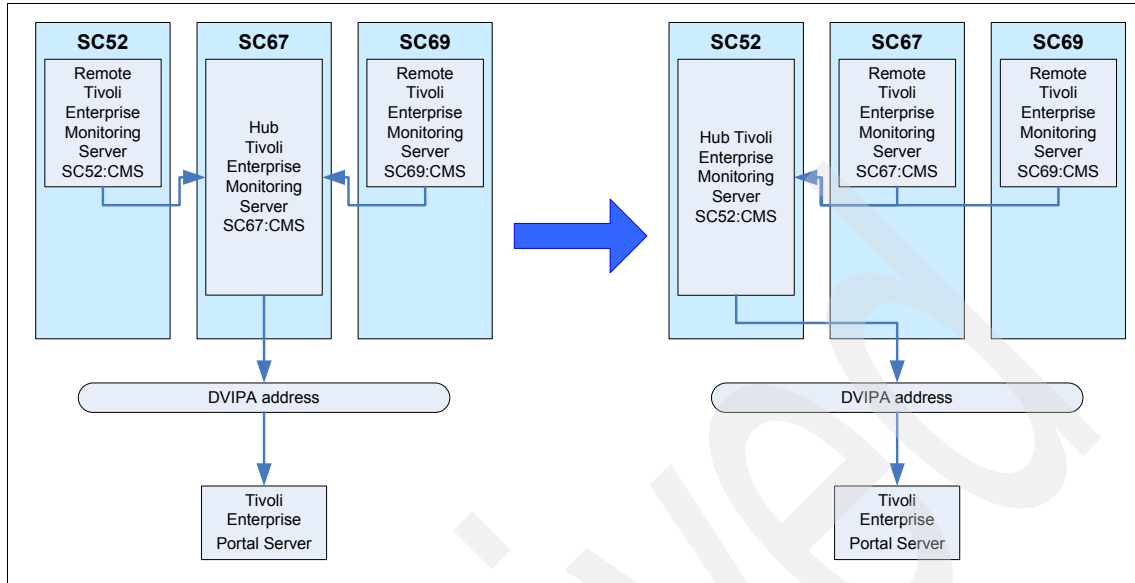 SC52
SC67
SC69
Remote
Tivoli
Enterprise
Monitoring
Server
SC52:CMS
Hub
Tivoli
Enterprise
Monitoring
Server
SC67:CMS
Remote
Tivoli
Enterprise
Monitoring
Server
SC69:CMS
DVIPA address
Tivoli
Enterprise
Portal Server
SC52
SC67
SC69
Hub Tivoli
Enterprise
Monitoring
Server
SC52:CMS
Remote
Tivoli
Enterprise
Monitoring
Server
SC67:CMS
Remote
Tivoli
Enterprise
Monitoring
Server
SC69:CMS
DVIPA address
Tivoli
Enterprise
Portal Server